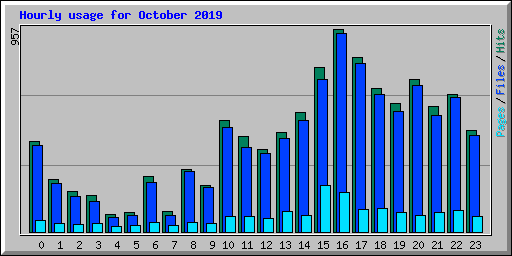 Hourly usage for October 2019
957
Pages / Files / Hits
0 1 2 3 4 5 6 7 8 9 10 11 12 13 14 15 16 17 18 19 20 21 22 23